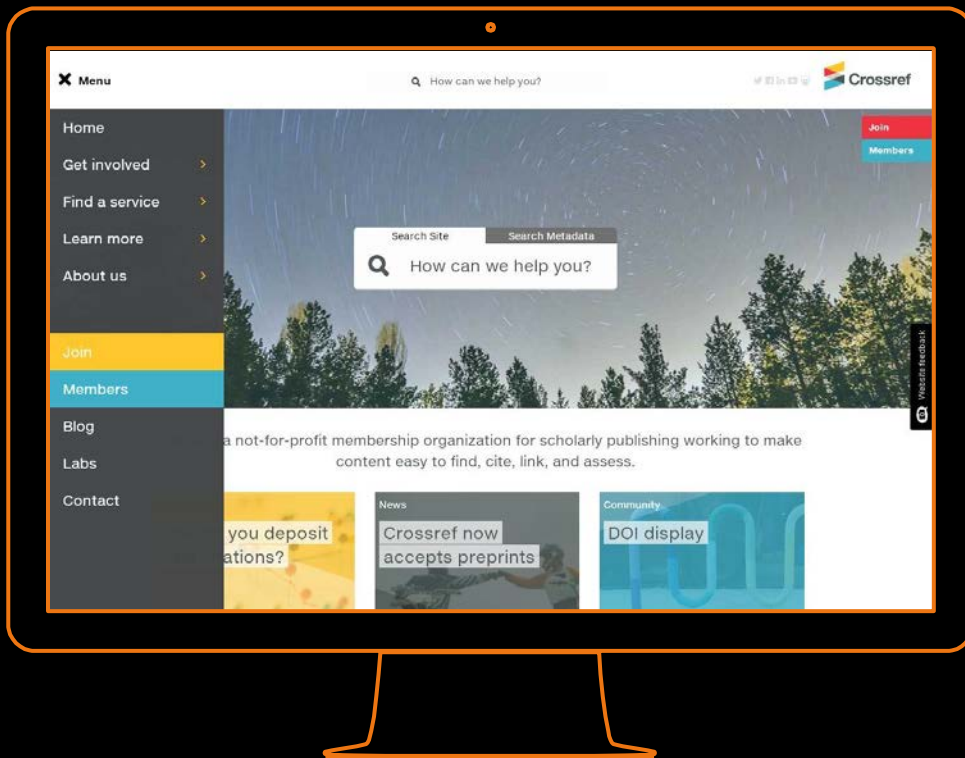 Menu
How can we help you?
Crossref
Home
Get involved
Find a service
Learn more
About us
Join
Members
Blog
Labs
Contact
Join
Members
Search Site
Search Metadata
How can we help you?
Website feedback
a not-for-profit membership organization for scholarly publishing working to make
content easy to find, cite, link, and assess.
you deposit
ations?
News
Crossref now
accepts preprints
Community
DOI display